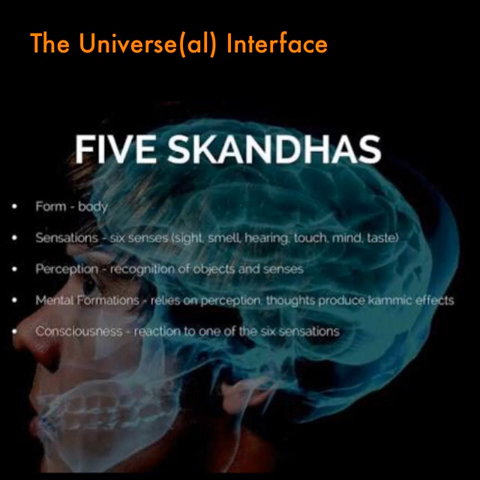 The Universe(al) Interface
FIVE SKANDHAS
• Form - body
• Sensations - six senses (sight, smell, hearing, touch, mind, taste)
• Perception - recognition of objects and senses
• Mental Formations - relies on perception, thoughts produce kammic effects
• Consciousness - reaction to one of the six sensations